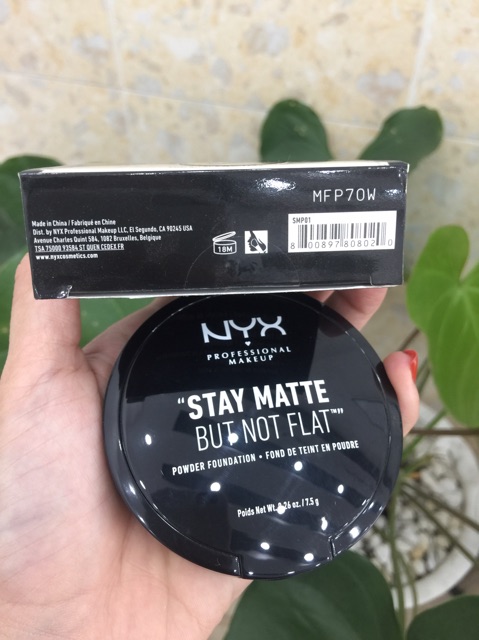 MFP70W
SMP01
8 00897 80802 0
Made in China / Fabriqué en Chine
Dist. by NYX Professional Makeup LLC, El Segundo, CA 90245 USA
Avenue Charles Quint 584, 1082 Bruxelles, Belgique
TSA 75000 93584 ST OUEN CEDEX FR
www.nyxcosmetics.com
18M
NYX
PROFESSIONAL
MAKEUP
"STAY MATTE
BUT NOT FLAT™"
POWDER FOUNDATION • FOND DE TEINT EN POUDRE
Poids Net Wt. 0.26 oz. / 7.5 g